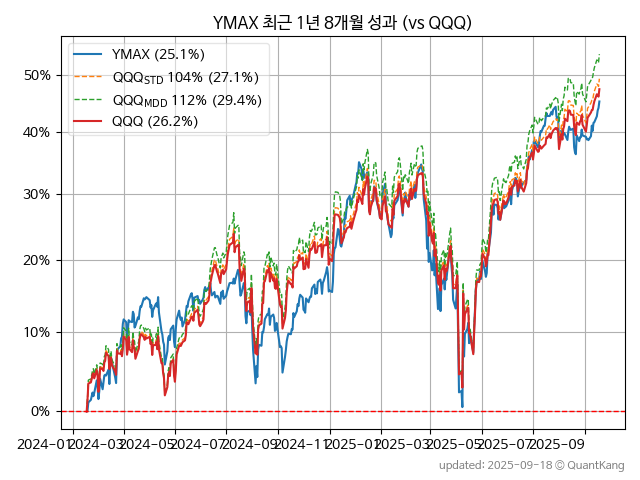 YMAX 최근 1년 8개월 성과 (vs QQQ)
YMAX (25.1%)
QQQSTD 104% (27.1%)
QQQMDD 112% (29.4%)
QQQ (26.2%)
50%
40%
30%
20%
10%
0%
2024-01 2024-03 2024-05 2024-07 2024-09 2024-11 2025-01 2025-03 2025-05 2025-07 2025-09
updated: 2025-09-18 © QuantKang